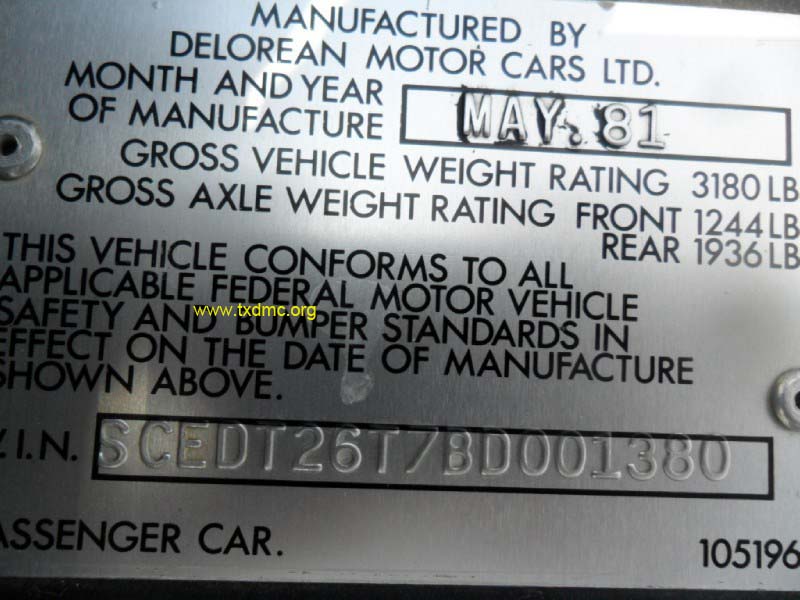 MANUFACTURED BY
DELOREAN MOTOR CARS LTD.
MONTH AND YEAR
OF MANUFACTURE MAY. 81
GROSS VEHICLE WEIGHT RATING 3180 LB
GROSS AXLE WEIGHT RATING FRONT 1244 LB
REAR 1936 LB
THIS VEHICLE CONFORMS TO ALL
APPLICABLE FEDERAL MOTOR VEHICLE
www.txdmc.org
SAFETY AND BUMPER STANDARDS IN
EFFECT ON THE DATE OF MANUFACTURE
SHOWN ABOVE.
V.I.N. SCEDT26T7BD001380
ASSENGER CAR.
105196